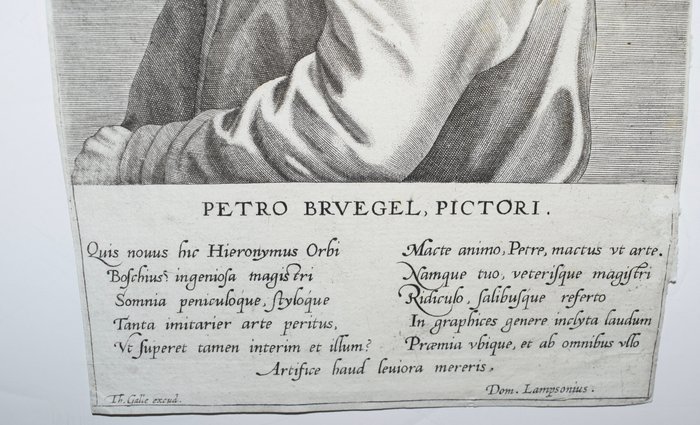 PETRO BRVEGEL, PICTORI.
Quis nouus hic Hieronymus Orbi
Boschius? ingeniosa magistri
Somnia peniculoque, styloque
Tanta imitarier arte peritus,
Vt superet tamen interim et illum?
Macte animo, Petre, mactus vt arte.
Namque tuo, veterisque magistri
Ridiculo, salibusque referto
In graphices genere inclyta laudum
Præmia vbique, et ab omnibus vllo
Artifice haud leuiora mereris.
Th. Galle excud.
Dom. Lampsonius.